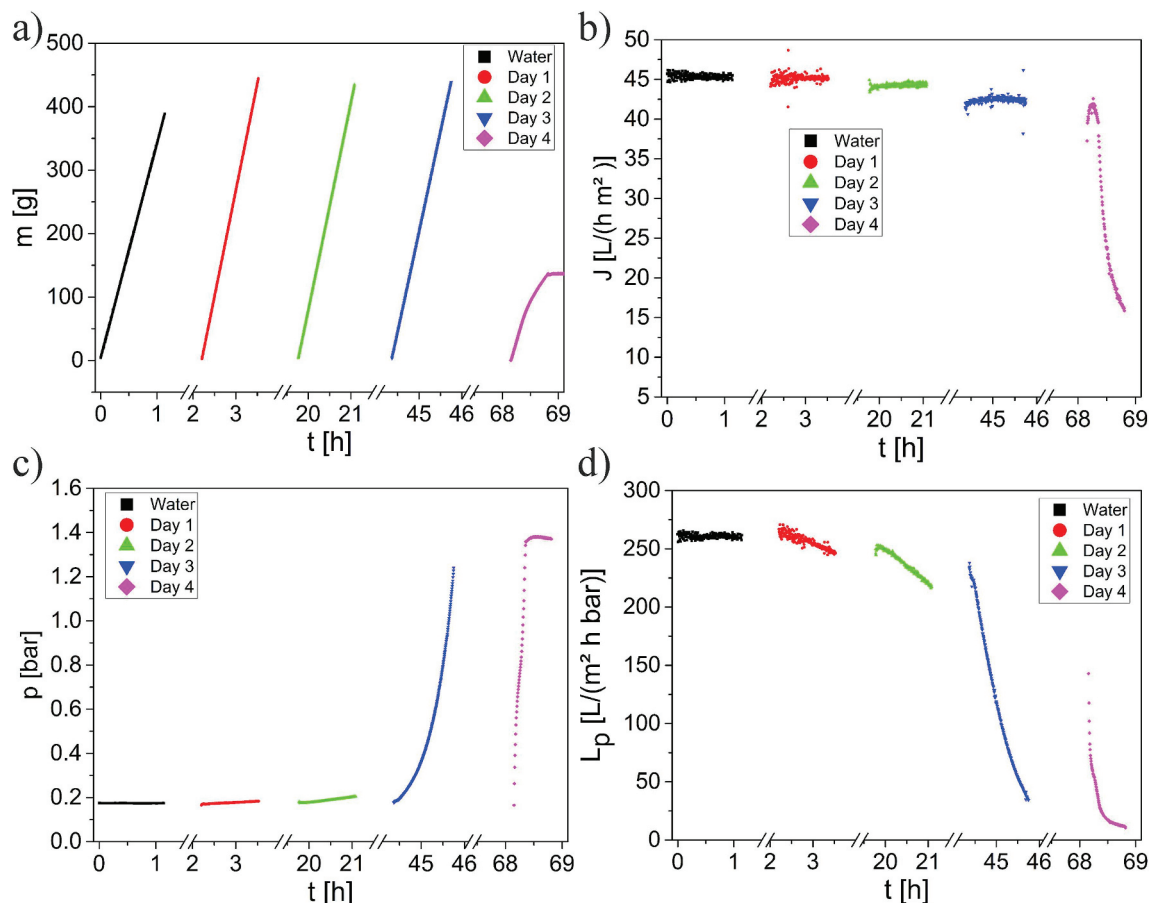 a)
m [g]
500
400
300
200
100
0
Water
Day 1
Day 2
Day 3
Day 4
0 1 2 3 20 21 45 46 68 69
t [h]
b)
J [L/(h m²)]
50
45
40
35
30
25
20
15
10
5
Water
Day 1
Day 2
Day 3
Day 4
0 1 2 3 20 21 45 46 68 69
t [h]
c)
p [bar]
1.6
1.4
1.2
1.0
0.8
0.6
0.4
0.2
0.0
Water
Day 1
Day 2
Day 3
Day 4
0 1 2 3 20 21 45 46 68 69
t [h]
d)
Lp [L/(m² h bar)]
300
250
200
150
100
50
0
Water
Day 1
Day 2
Day 3
Day 4
0 1 2 3 20 21 45 46 68 69
t [h]